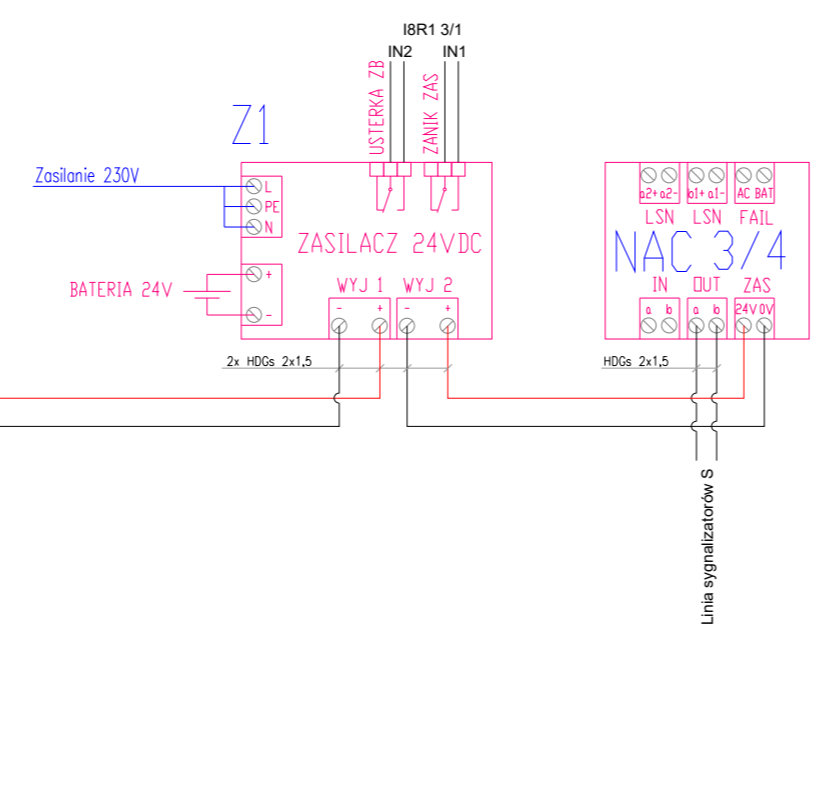 I8R1 3/1
IN2 IN1
USTERKA ZB
ZANIK ZAS
Z1
Zasilanie 230V
L
PE
N
ZASILACZ 24VDC
BATERIA 24V
+
-
WYJ 1 WYJ 2
- + - +
2x HDGs 2x1,5
a2+ a2- b1+ a1- AC BAT
LSN LSN FAIL
NAC 3/4
IN OUT ZAS
a b a b 24V 0V
HDGs 2x1,5
Linia sygnalizatorów S